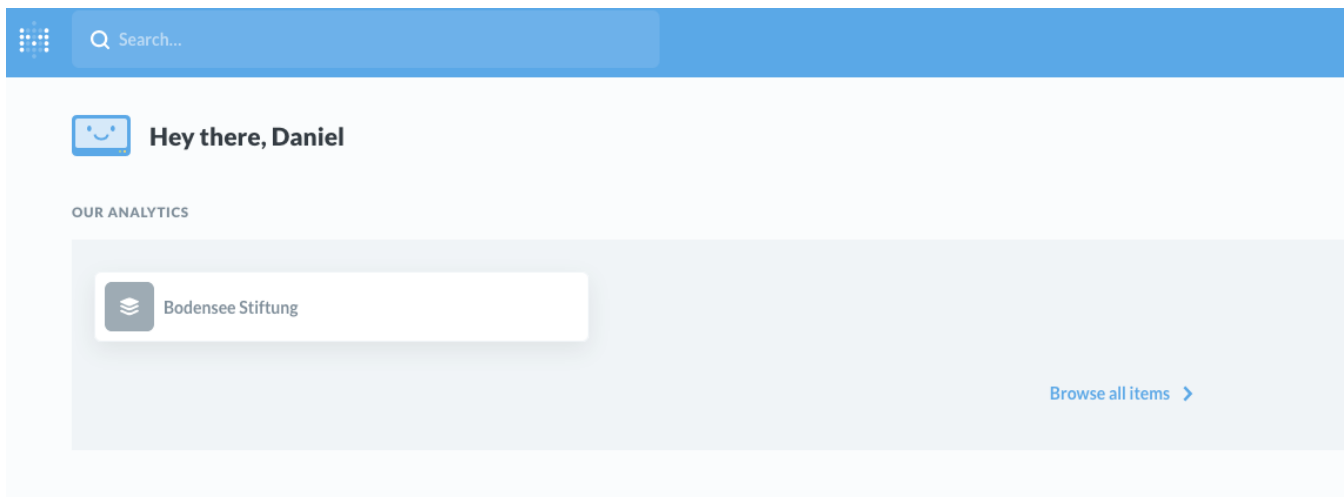 Search...
Hey there, Daniel
OUR ANALYTICS
Bodensee Stiftung
Browse all items